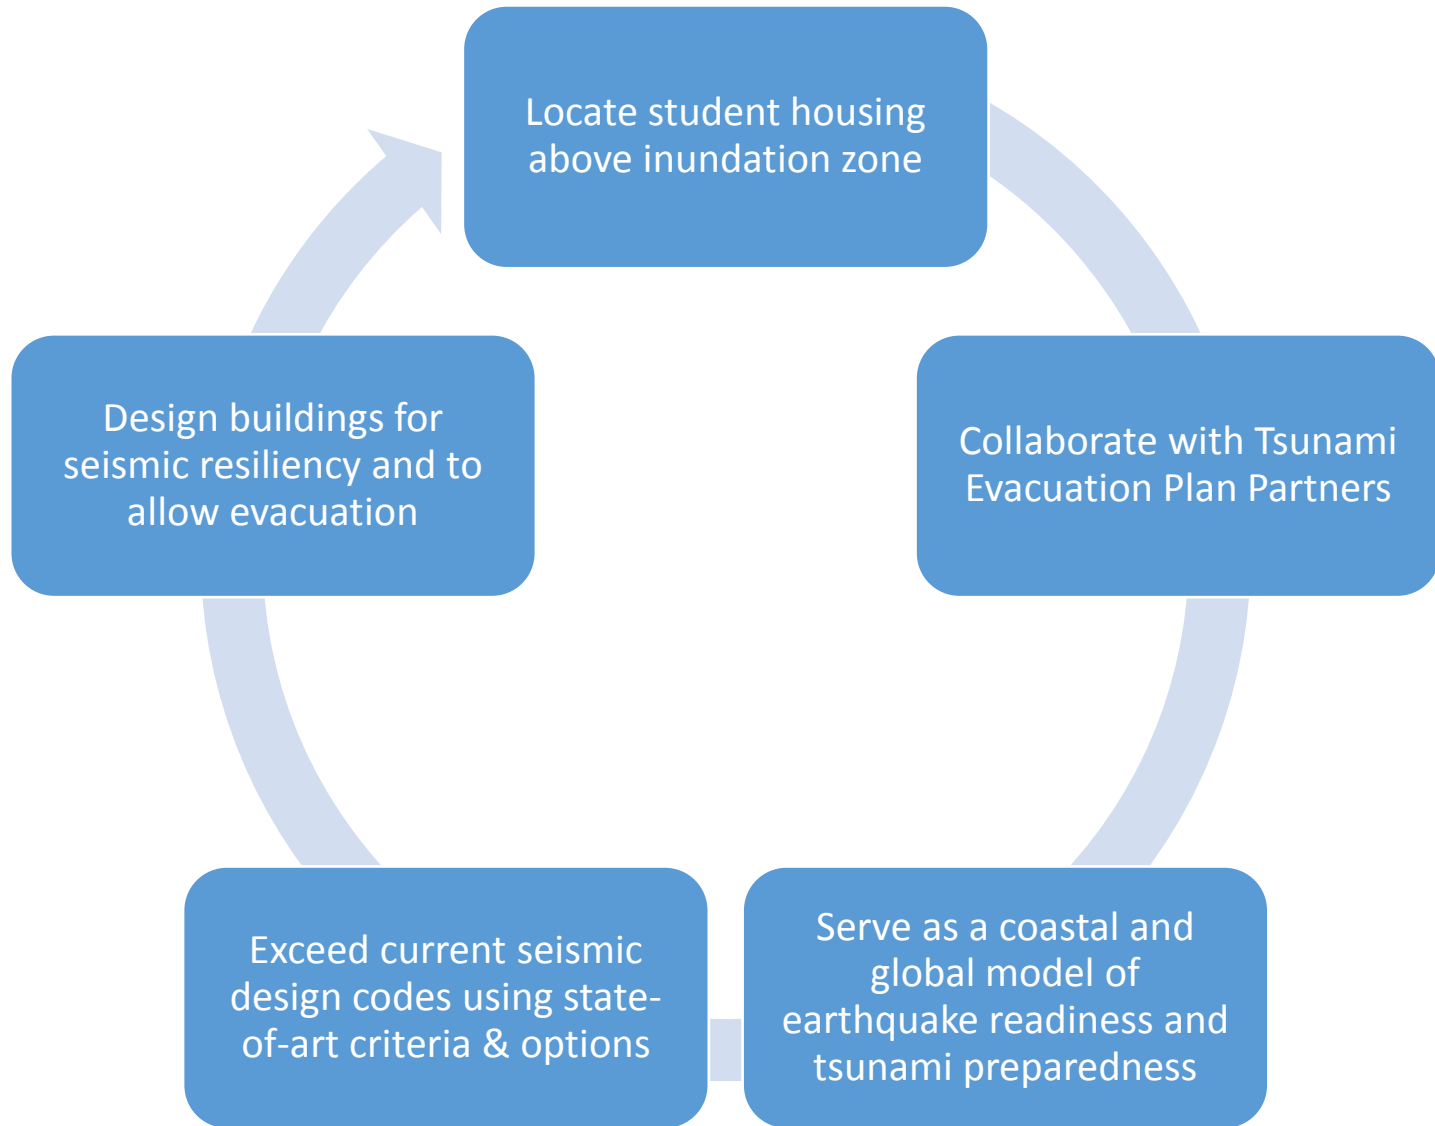 Locate student housing
above inundation zone
Collaborate with Tsunami
Evacuation Plan Partners
Serve as a coastal and
global model of
earthquake readiness and
tsunami preparedness
Exceed current seismic
design codes using state-
of-art criteria & options
Design buildings for
seismic resiliency and to
allow evacuation